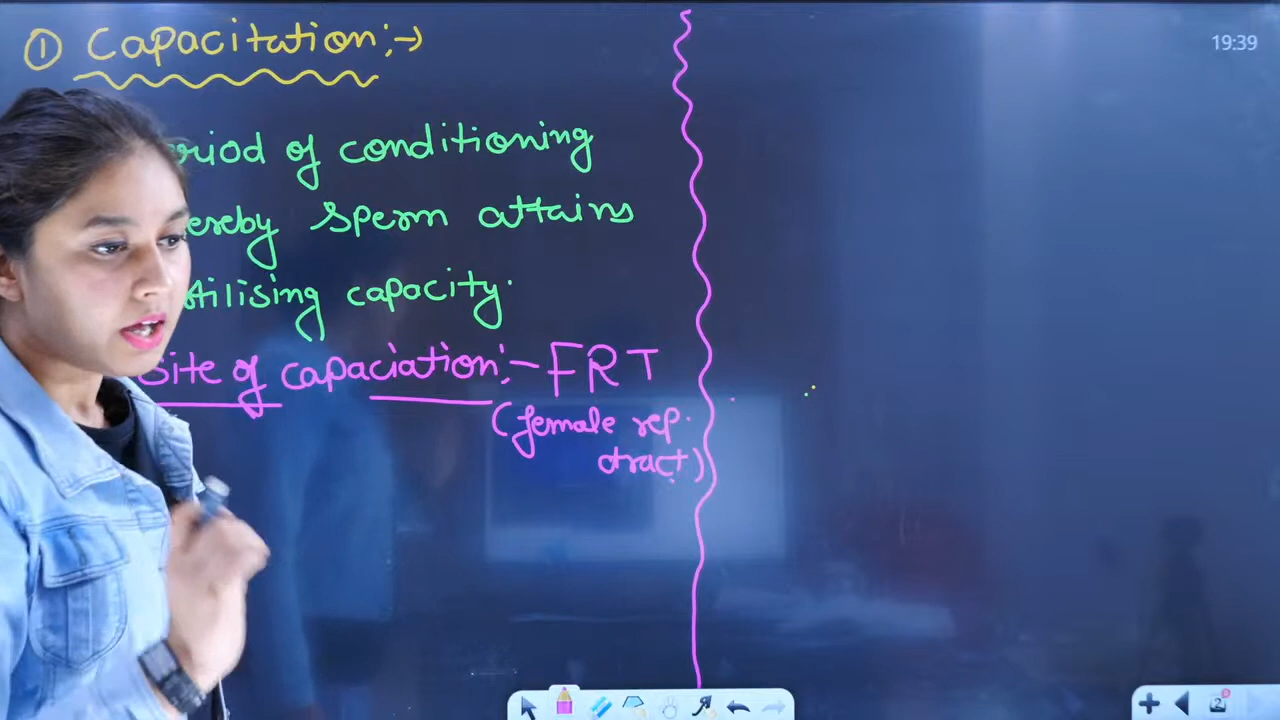 ① Capacitation:→
19:39
riod of conditioning
ereby sperm attains
tilising capacity.
Site of capaciation:- FRT
(female rep.
tract)
2